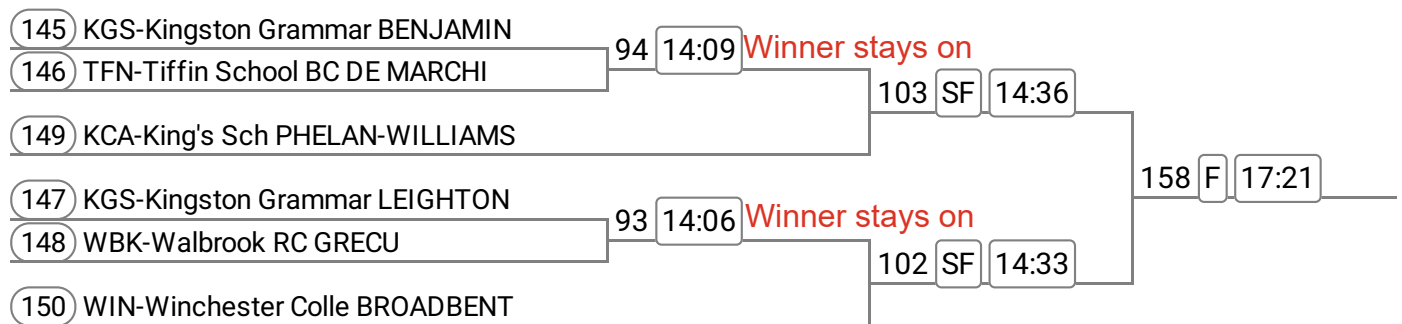 145 KGS-Kingston Grammar BENJAMIN
94 14:09 Winner stays on
146 TFN-Tiffin School BC DE MARCHI
103 SF 14:36
149 KCA-King's Sch PHELAN-WILLIAMS
158 F 17:21
147 KGS-Kingston Grammar LEIGHTON
93 14:06 Winner stays on
148 WBK-Walbrook RC GRECU
102 SF 14:33
150 WIN-Winchester Colle BROADBENT